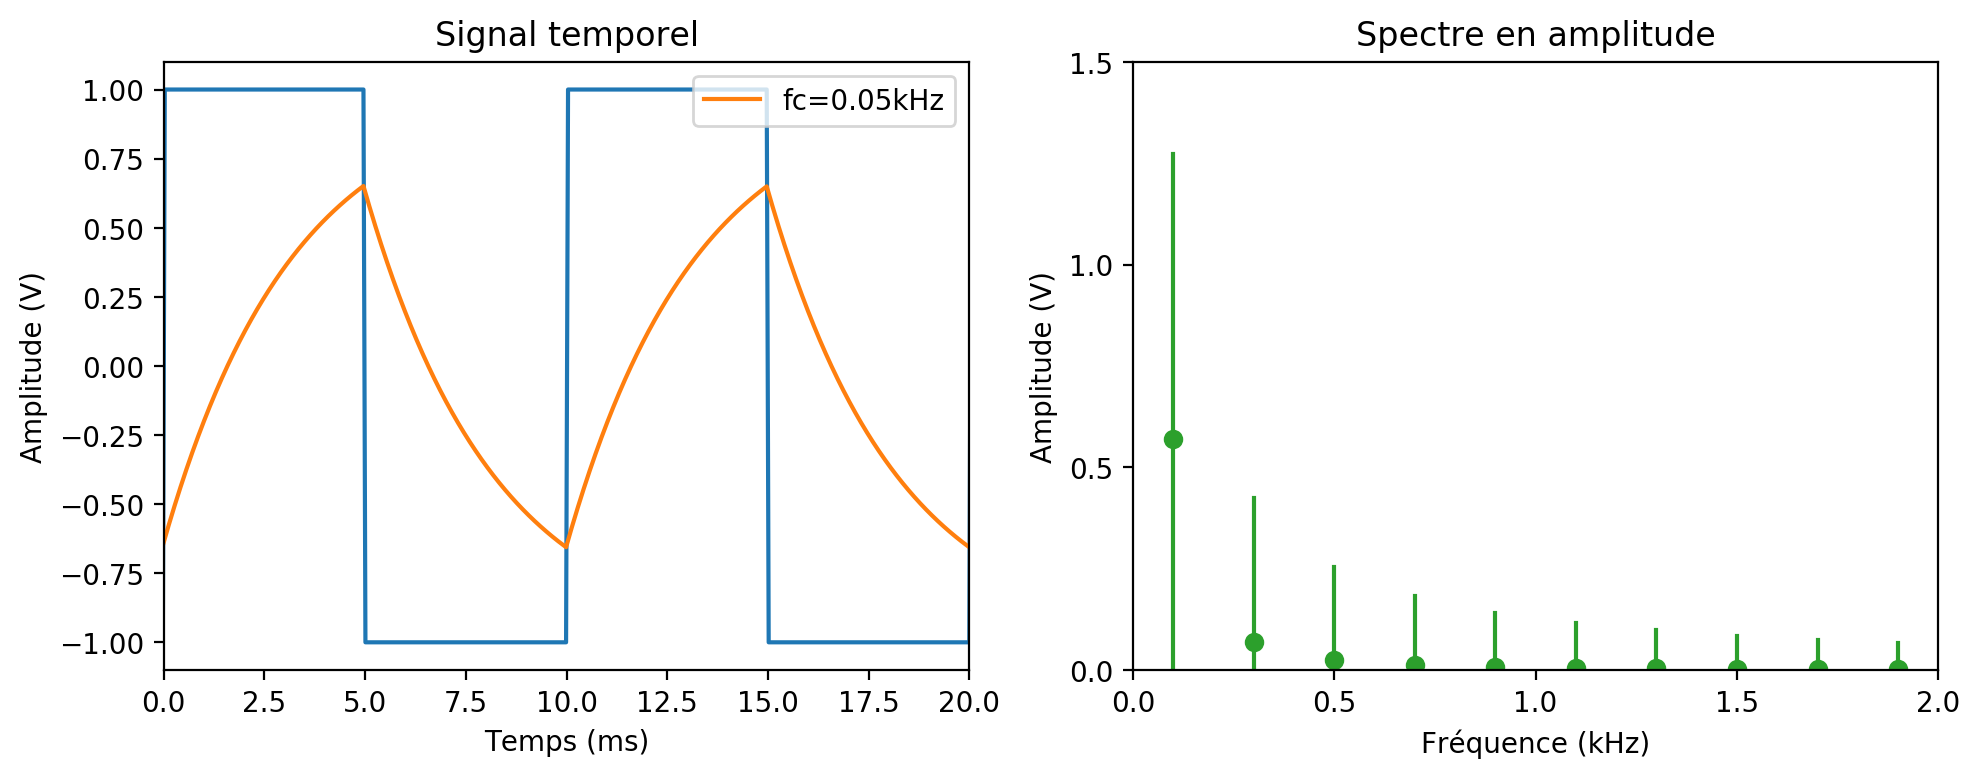 Signal temporel
fc=0.05kHz
Amplitude (V)
1.00
0.75
0.50
0.25
0.00
−0.25
−0.50
−0.75
−1.00
0.0 2.5 5.0 7.5 10.0 12.5 15.0 17.5 20.0
Temps (ms)
Spectre en amplitude
Amplitude (V)
1.5
1.0
0.5
0.0
0.0 0.5 1.0 1.5 2.0
Fréquence (kHz)